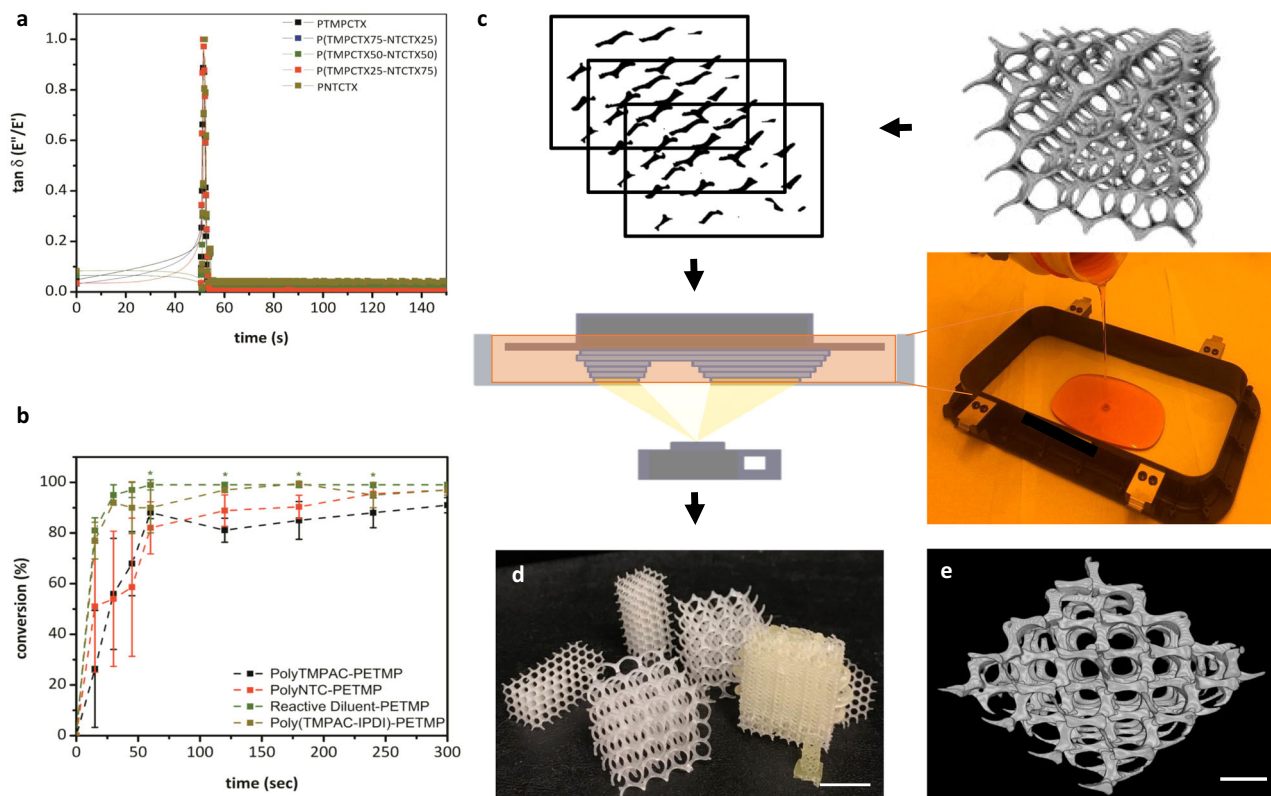 a
tan δ (E''/E')
1.0
0.8
0.6
0.4
0.2
0.0
0
20
40
60
80
100
120
140
time (s)
PTMPCTX
P(TMPCTX75-NTCTX25)
P(TMPCTX50-NTCTX50)
P(TMPCTX25-NTCTX75)
PNTCTX
b
conversion (%)
120
100
80
60
40
20
0
0
50
100
150
200
250
300
time (sec)
*
*
*
*
PolyTMPAC-PETMP
PolyNTC-PETMP
Reactive Diluent-PETMP
Poly(TMPAC-IPDI)-PETMP
c
d
e